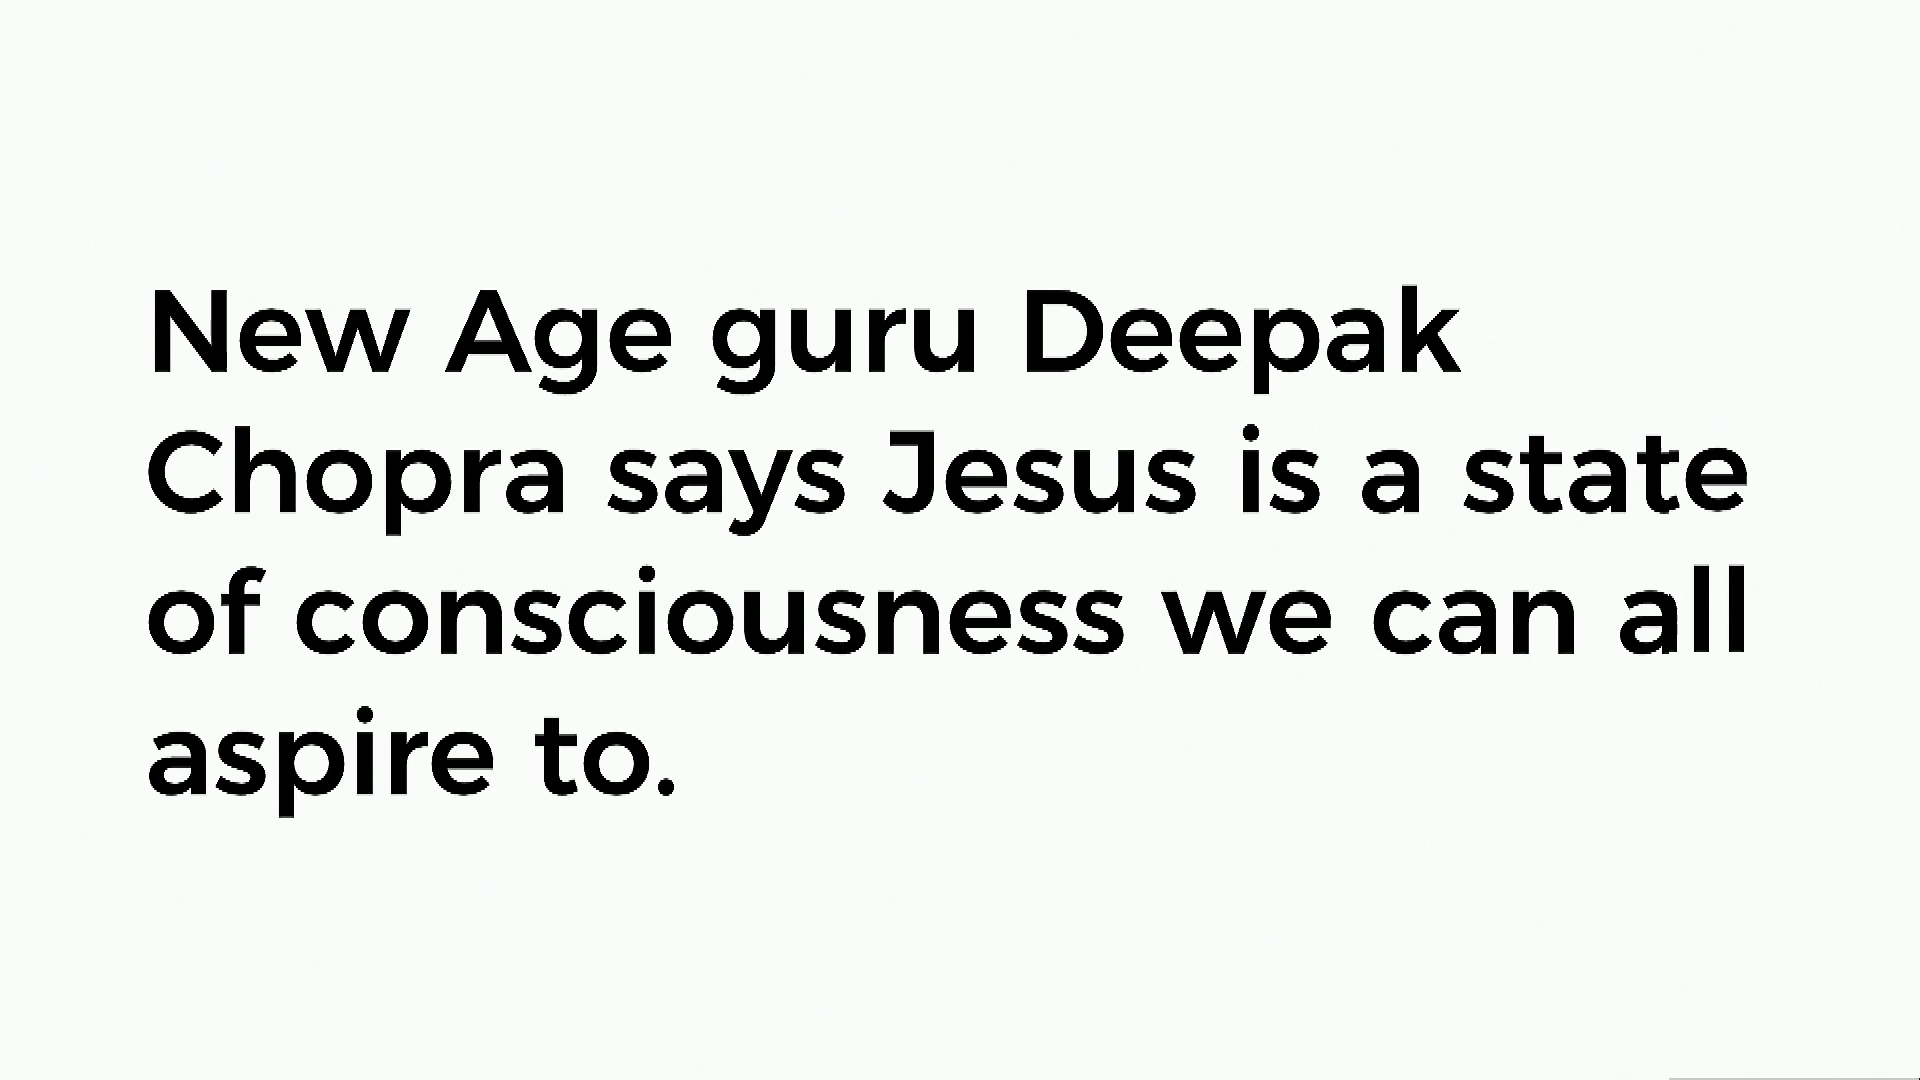 New Age guru Deepak
Chopra says Jesus is a state
of consciousness we can all
aspire to.